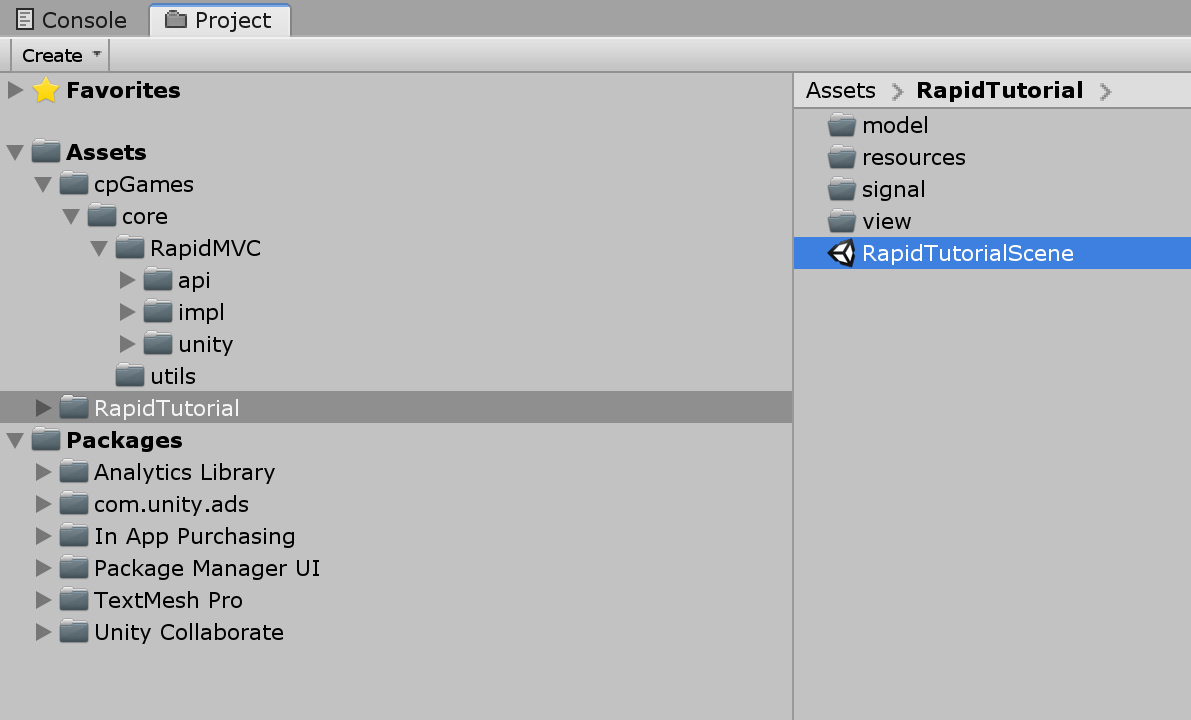 Console Project
Create
Favorites
Assets
cpGames
core
RapidMVC
api
impl
unity
utils
RapidTutorial
Packages
Analytics Library
com.unity.ads
In App Purchasing
Package Manager UI
TextMesh Pro
Unity Collaborate
Assets RapidTutorial
model
resources
signal
view
RapidTutorialScene